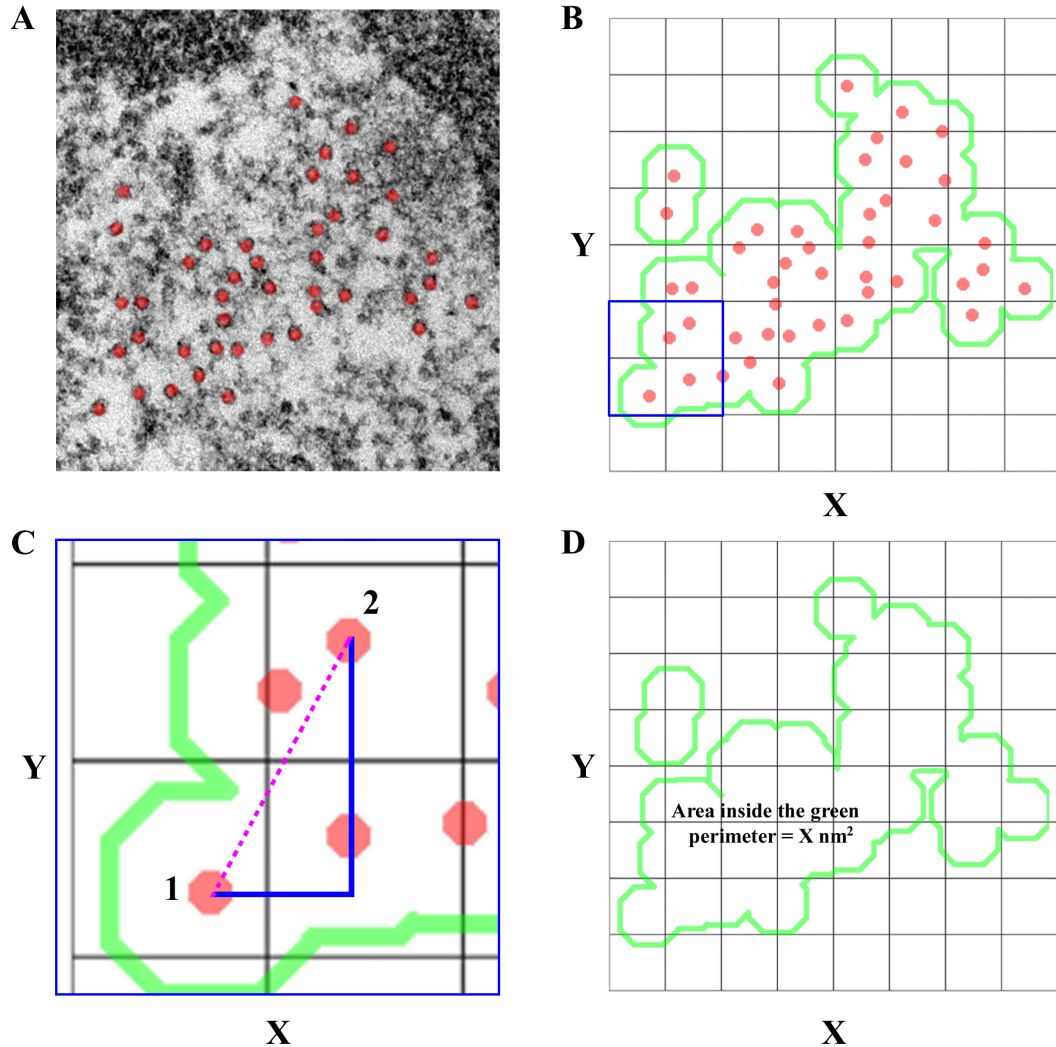 A
B
Y
X
C
2
Y
1
X
D
Y
Area inside the green
perimeter = X nm²
X